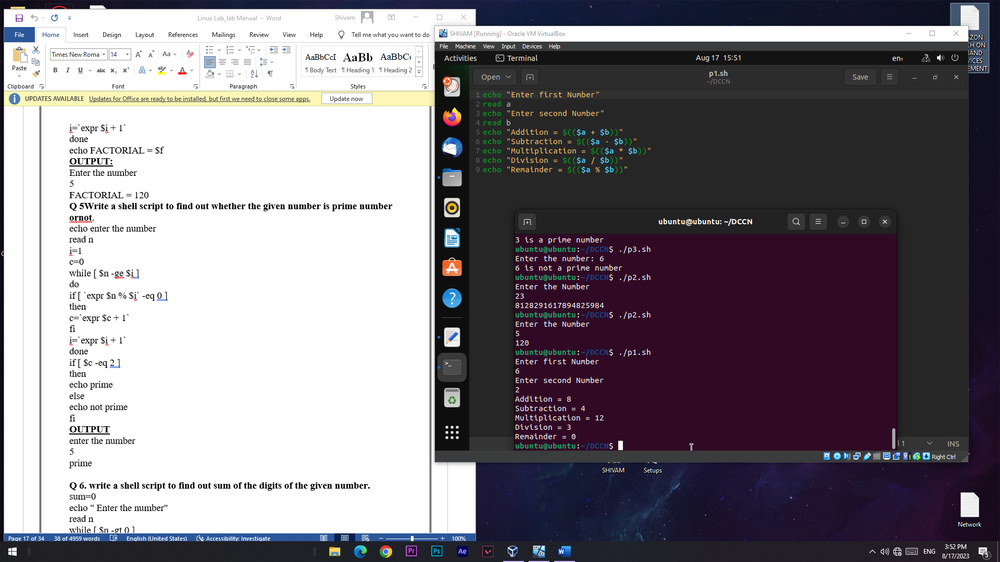 Linux Lab_lab Manual - Word
Shivam
File Home Insert Design Layout References Mailings Review View Help Tell me what you want to do
Paste
Times New Roma 14
B I U abc x₂ x²
AaBbCcI AaBb AaBbCc
¶ Body Text ¶ Heading 1 ¶ Heading 2
Clipboard Font Paragraph Styles
UPDATES AVAILABLE Updates for Office are ready to be installed, but first we need to close some apps. Update now
i=`expr $i + 1`
done
echo FACTORIAL = $f
OUTPUT:
Enter the number
5
FACTORIAL = 120
Q 5Write a shell script to find out whether the given number is prime number
ornot.
echo enter the number
read n
i=1
c=0
while [ $n -ge $i ]
do
if [ `expr $n % $i` -eq 0 ]
then
c=`expr $c + 1`
fi
i=`expr $i + 1`
done
if [ $c -eq 2 ]
then
echo prime
else
echo not prime
fi
OUTPUT
enter the number
5
prime
Q 6. write a shell script to find out sum of the digits of the given number.
sum=0
echo " Enter the number"
read n
while [ $n -gt 0 ]
Page 17 of 34 38 of 4959 words English (United States) Accessibility: Investigate 100%
SHIVAM [Running] - Oracle VM VirtualBox
File Machine View Input Devices Help
Activities Terminal Aug 17 15:51 en₁
Open p1.sh Save
~/DCCN
1 echo "Enter first Number"
2 read a
3 echo "Enter second Number"
4 read b
5 echo "Addition = $(($a + $b))"
6 echo "Subtraction = $(($a - $b))"
7 echo "Multiplication = $(($a * $b))"
8 echo "Division = $(($a / $b))"
9 echo "Remainder = $(($a % $b))"
ubuntu@ubuntu: ~/DCCN
3 is a prime number
ubuntu@ubuntu:~/DCCN$ ./p3.sh
Enter the number: 6
6 is not a prime number
ubuntu@ubuntu:~/DCCN$ ./p2.sh
Enter the Number
23
8128291617894825984
ubuntu@ubuntu:~/DCCN$ ./p2.sh
Enter the Number
5
120
ubuntu@ubuntu:~/DCCN$ ./p1.sh
Enter first Number
6
Enter second Number
2
Addition = 8
Subtraction = 4
Multiplication = 12
Division = 3
Remainder = 0
ubuntu@ubuntu:~/DCCN$
INS
Right Ctrl
SHIVAM
Setups
Network
Pr Ps Ae
ENG
3:52 PM
8/17/2023
5